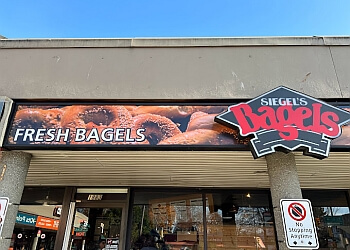 SIEGEL'S
Bagels
FRESH BAGELS
No
Stopping
Anytime